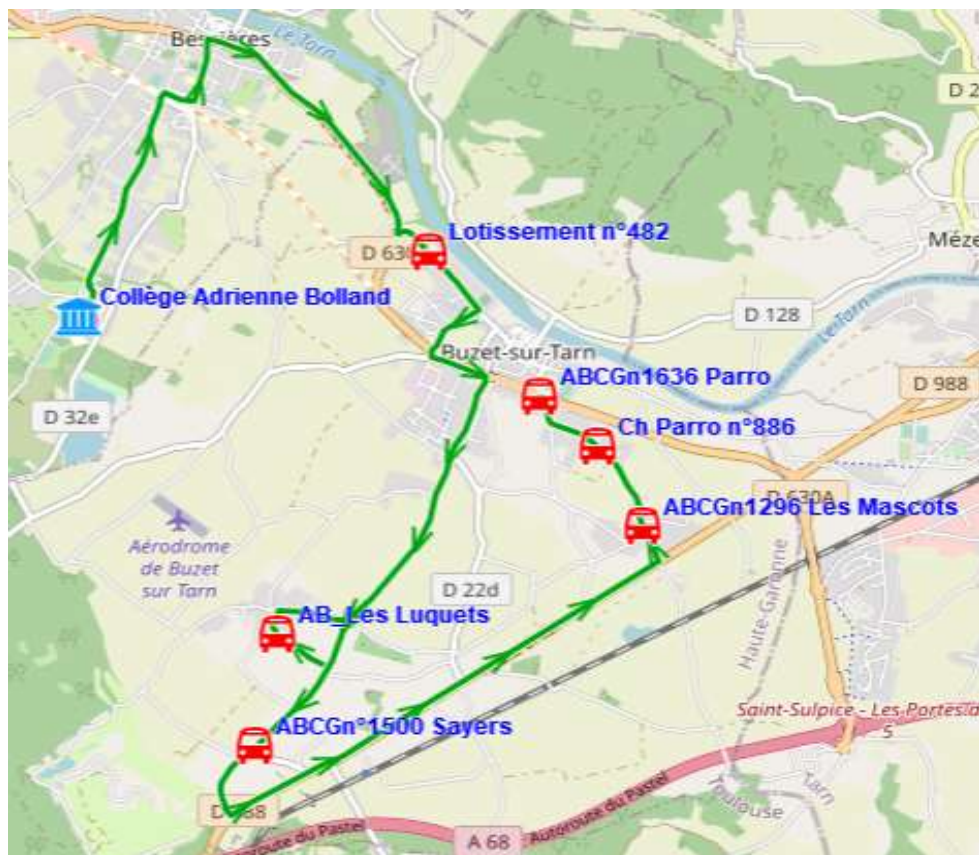 Bessières
Le Tarn
D 630
Lotissement n°482
Collège Adrienne Bolland
Méze
D 128
Le Tarn
Buzet-sur-Tarn
ABCGn1636 Parro
D 988
D 32e
Ch Parro n°886
D 630A
ABCGn1296 Les Mascots
Aérodrome
de Buzet
sur Tarn
D 22d
AB_Les Luquets
Haute-Garonne
ABCGn°1500 Sayers
Saint-Sulpice - Les Portes d
5
Toulouse
Tarn
Autoroute du Pastel
A 68
Autoroute du Pastel